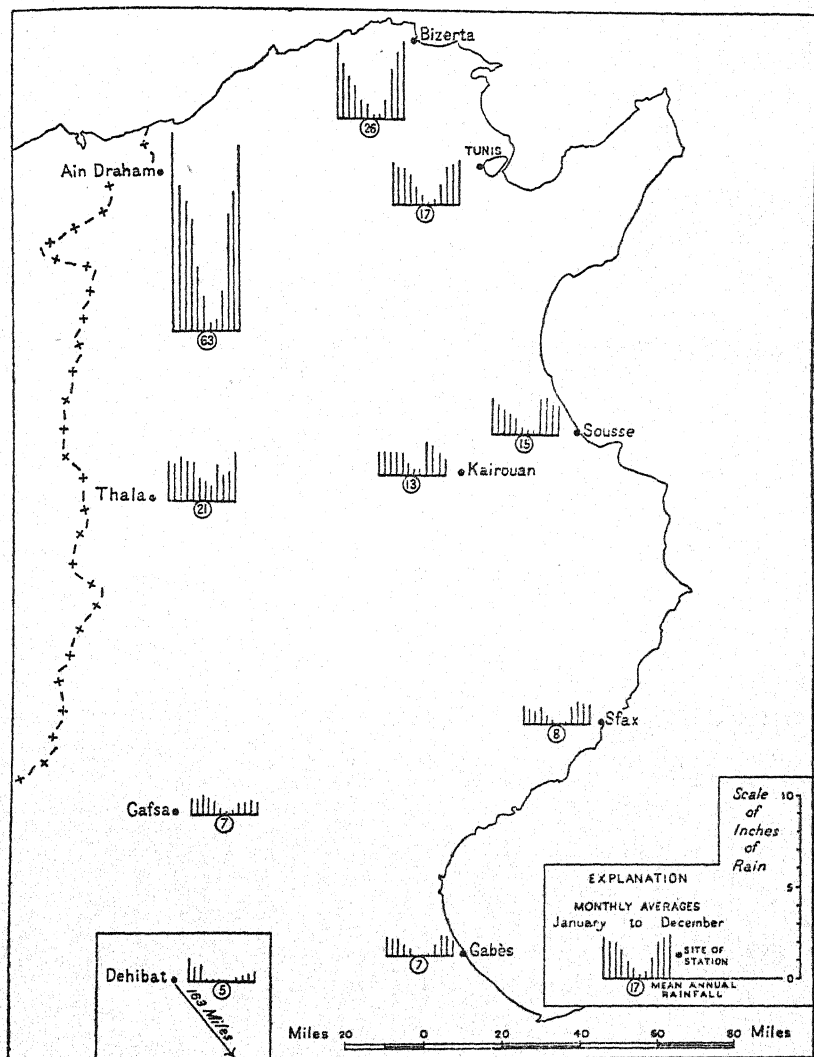 Bizerta
26
TUNIS
17
Ain Draham
63
Sousse
15
Kairouan
13
Thala
21
Sfax
8
Gafsa
7
Gabès
7
Dehibat
5
163 Miles
Scale
of
Inches
of
Rain
10
5
0
EXPLANATION
MONTHLY AVERAGES
January to December
SITE OF
STATION
17 MEAN ANNUAL
RAINFALL
Miles 20 0 20 40 60 80 Miles